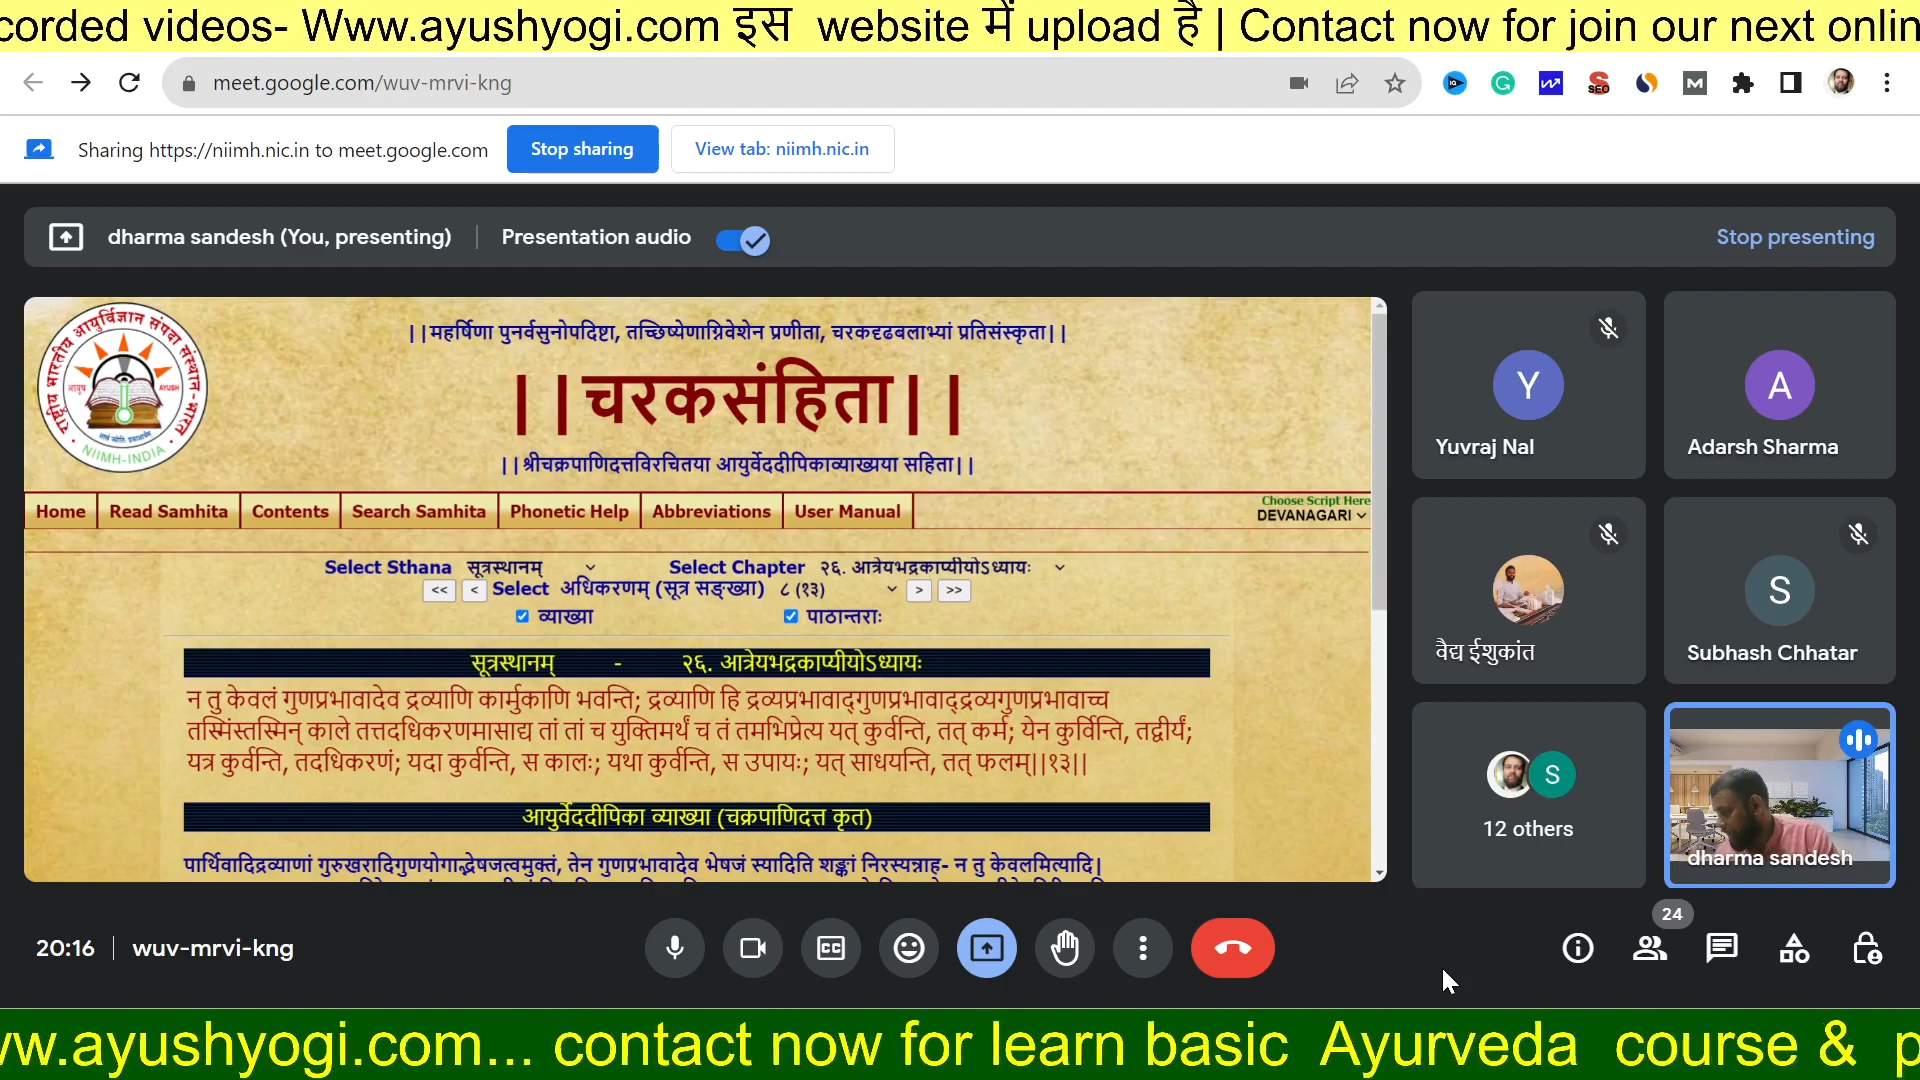 corded videos- Www.ayushyogi.com इस website में upload है | Contact now for join our next onlin
meet.google.com/wuv-mrvi-kng
Sharing https://niimh.nic.in to meet.google.com
Stop sharing
View tab: niimh.nic.in
dharma sandesh (You, presenting)
Presentation audio
Stop presenting
राष्ट्रीय भारतीय आयुर्विज्ञान संपदा संस्थान-भारत
आयुष
AYUSH
NIIMH-INDIA
||महर्षिणा पुनर्वसुनोपदिष्टा, तच्छिष्येणाग्निवेशेन प्रणीता, चरकदृढबलाभ्यां प्रतिसंस्कृता||
||चरकसंहिता||
||श्रीचक्रपाणिदत्तविरचितया आयुर्वेददीपिकाव्याख्यया सहिता||
Home Read Samhita Contents Search Samhita Phonetic Help Abbreviations User Manual
Choose Script Here
DEVANAGARI
Select Sthana सूत्रस्थानम् Select Chapter २६. आत्रेयभद्रकाप्यीयोऽध्यायः
<< < Select अधिकरणम् (सूत्र सङ्ख्या) ८ (१३) > >>
व्याख्या पाठान्तराः
सूत्रस्थानम् - २६. आत्रेयभद्रकाप्यीयोऽध्यायः
न तु केवलं गुणप्रभावादेव द्रव्याणि कार्मुकाणि भवन्ति; द्रव्याणि हि द्रव्यप्रभावाद्गुणप्रभावाद्द्रव्यगुणप्रभावाच्च
तस्मिंस्तस्मिन् काले तत्तदधिकरणमासाद्य तां तां च युक्तिमर्थं च तं तमभिप्रेत्य यत् कुर्वन्ति, तत् कर्म; येन कुर्विन्ति, तद्वीर्यं;
यत्र कुर्वन्ति, तदधिकरणं; यदा कुर्वन्ति, स कालः; यथा कुर्वन्ति, स उपायः; यत् साधयन्ति, तत् फलम्||१३||
आयुर्वेददीपिका व्याख्या (चक्रपाणिदत्त कृत)
पार्थिवादिद्रव्याणां गुरुखरादिगुणयोगाद्भेषजत्वमुक्तं, तेन गुणप्रभावादेव भेषजं स्यादिति शङ्कां निरस्यन्नाह- न तु केवलमित्यादि|
Y
Yuvraj Nal
A
Adarsh Sharma
वैद्य ईशुकांत
S
Subhash Chhatar
S
12 others
dharma sandesh
20:16 wuv-mrvi-kng
24
ww.ayushyogi.com... contact now for learn basic Ayurveda course & p